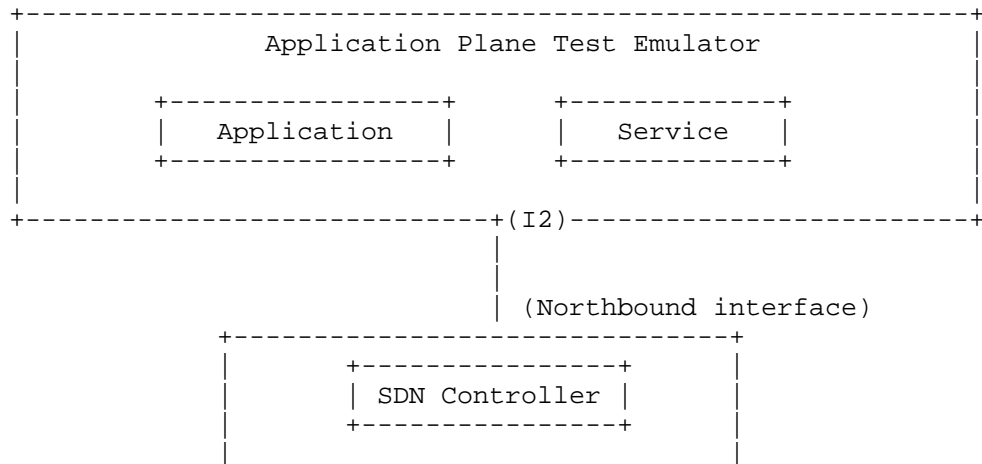 Application Plane Test Emulator
Application Service
(I2)
(Northbound interface)
SDN Controller